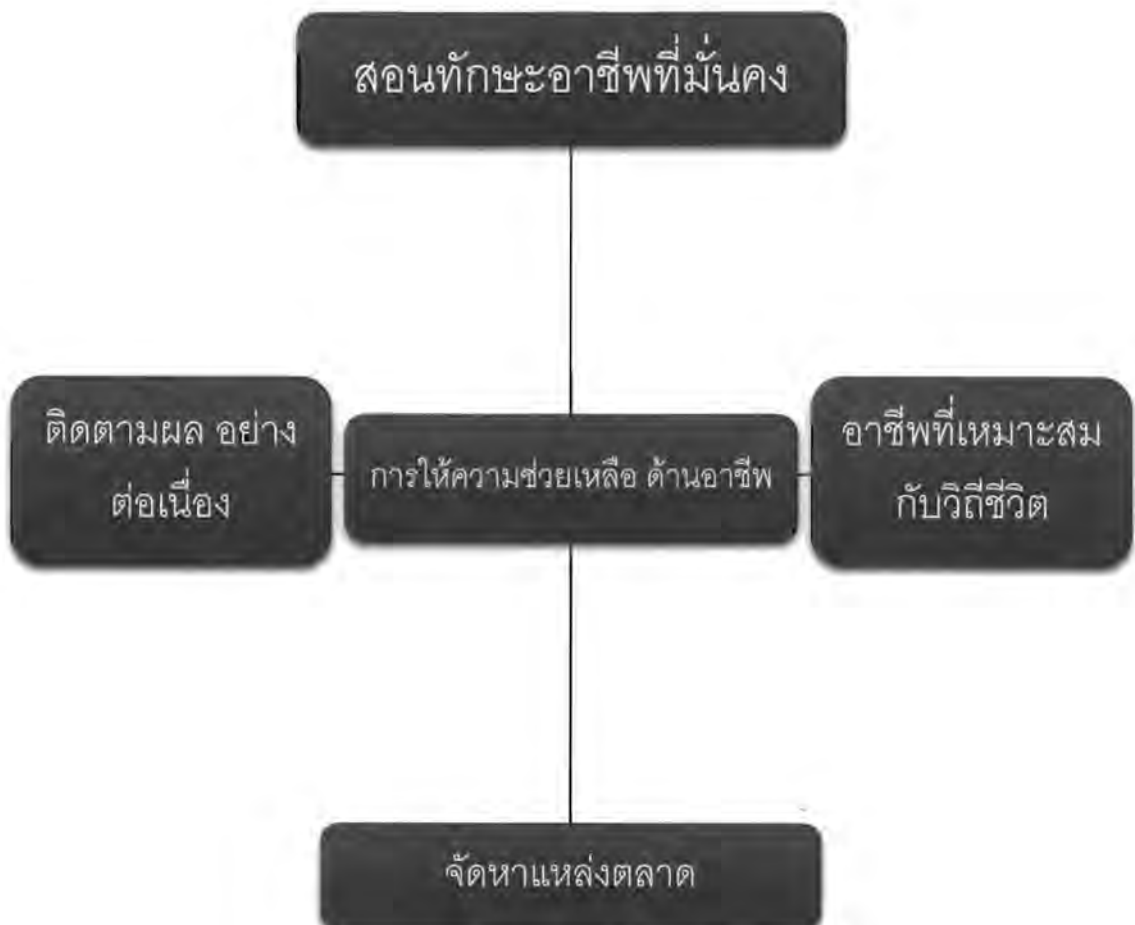 สอนทักษะอาชีพที่มั่นคง
ติดตามผล อย่าง
ต่อเนื่อง
การให้ความช่วยเหลือ ด้านอาชีพ
อาชีพที่เหมาะสม
กับวิถีชีวิต
จัดหาแหล่งตลาด